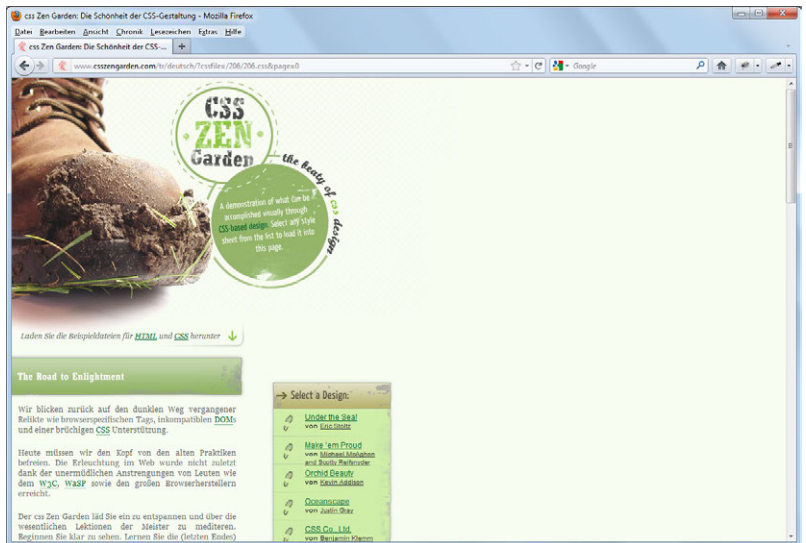 css Zen Garden: Die Schönheit der CSS-Gestaltung - Mozilla Firefox
Datei Bearbeiten Ansicht Chronik Lesezeichen Extras Hilfe
css Zen Garden: Die Schönheit der CSS-...
www.csszengarden.com/tr/deutsch/?cssfile=/206/206.css&page=0
Google
CSS
ZEN
Garden
the beaty of css design
A demonstration of what can be
accomplished visually through
CSS-based design. Select any style
sheet from the list to load it into
this page.
Laden Sie die Beispieldateien für HTML und CSS herunter
The Road to Enlightment
Wir blicken zurück auf den dunklen Weg vergangener
Relikte wie browserspezifischen Tags, inkompatiblen DOMs
und einer brüchigen CSS Unterstützung.
Heute müssen wir den Kopf von den alten Praktiken
befreien. Die Erleuchtung im Web wurde nicht zuletzt
dank der unermüdlichen Anstrengungen von Leuten wie
dem W3C, WaSP sowie den großen Browserherstellern
erreicht.
Der css Zen Garden läd Sie ein zu entspannen und über die
wesentlichen Lektionen der Meister zu mediteren.
Beginnen Sie klar zu sehen. Lernen Sie die (letzten Endes)
Select a Design:
Under the Sea!
von Eric Stoltz
Make 'em Proud
von Michael McAghon
and Scotty Reifsnyder
Orchid Beauty
von Kevin Addison
Oceanscape
von Justin Gray
CSS Co., Ltd.
von Benjamin Klemm